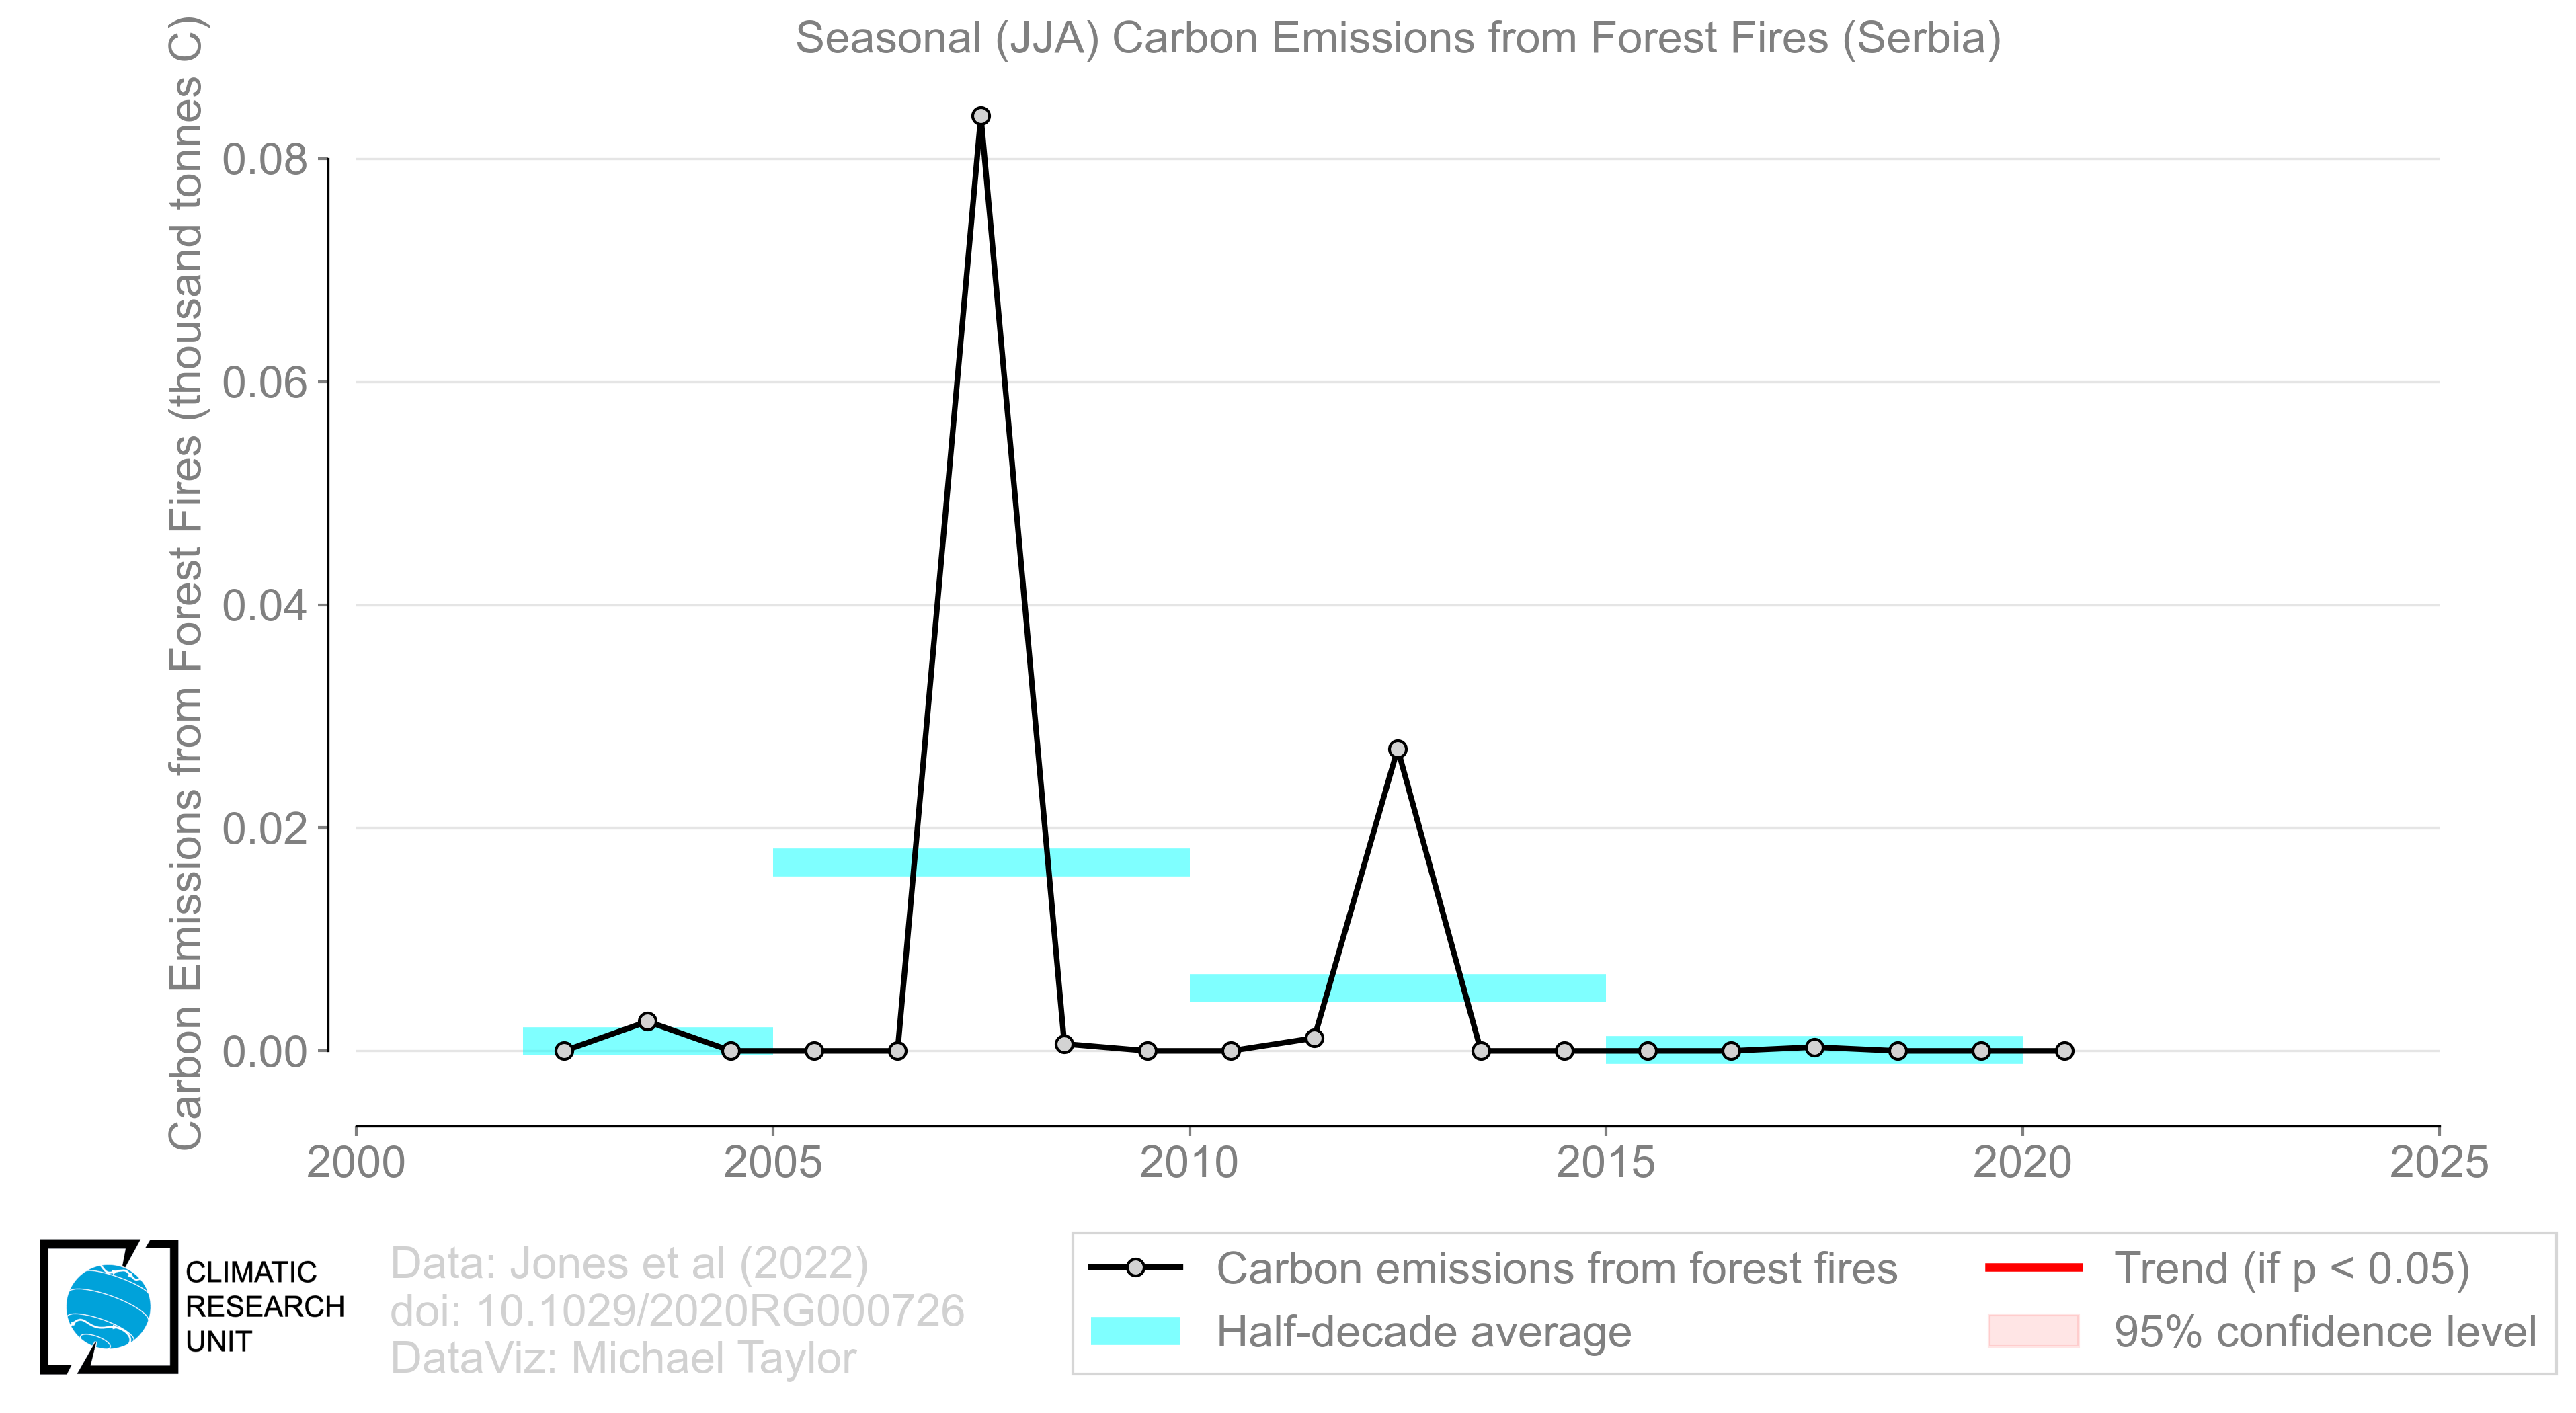 Seasonal (JJA) Carbon Emissions from Forest Fires (Serbia)
Carbon Emissions from Forest Fires (thousand tonnes C)
0.08
0.06
0.04
0.02
0.00
2000 2005 2010 2015 2020 2025
CLIMATIC
RESEARCH
UNIT
Data: Jones et al (2022)
doi: 10.1029/2020RG000726
DataViz: Michael Taylor
Carbon emissions from forest fires
Half-decade average
Trend (if p < 0.05)
95% confidence level